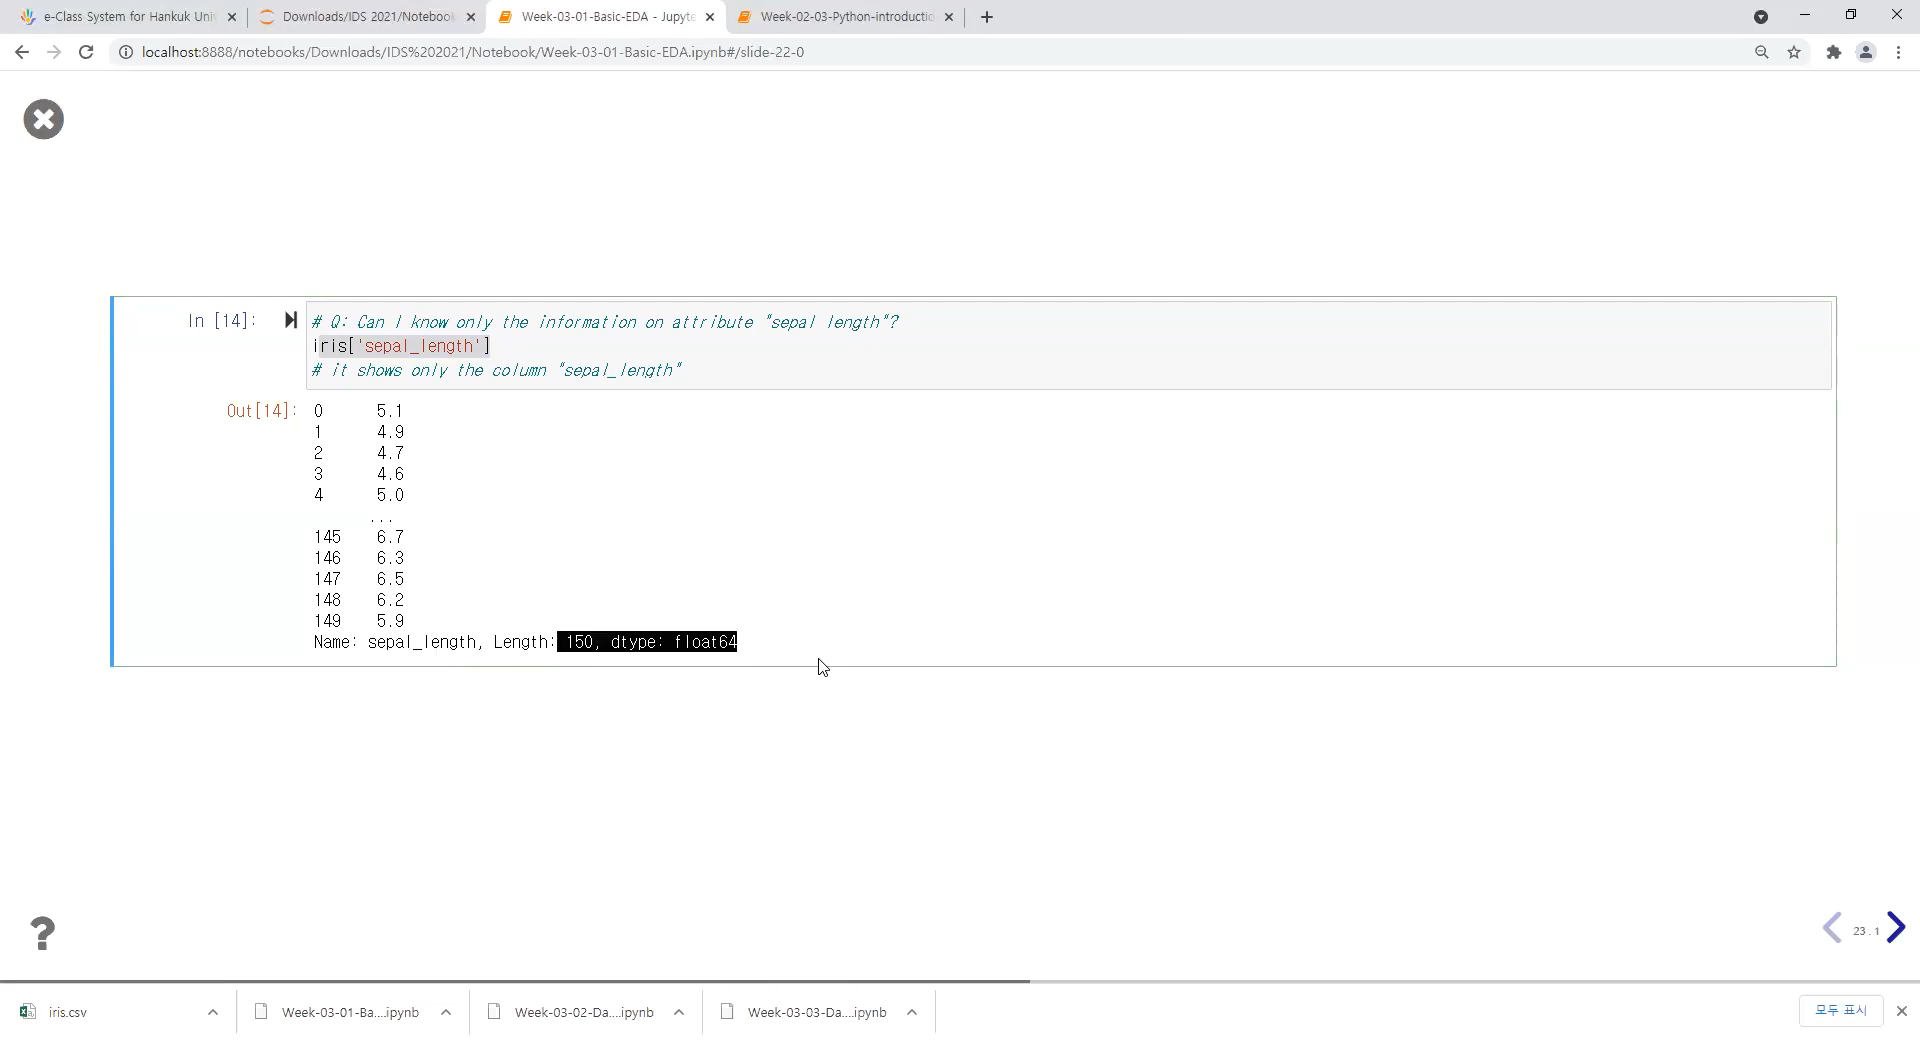 e-Class System for Hankuk Uni
Downloads/IDS 2021/Notebook
Week-03-01-Basic-EDA - Jupyte
Week-02-03-Python-introductio
localhost:8888/notebooks/Downloads/IDS%202021/Notebook/Week-03-01-Basic-EDA.ipynb#/slide-22-0
In [14]:
# Q: Can I know only the information on attribute "sepal length"?
iris['sepal_length']
# it shows only the column "sepal_length"
Out[14]:
0 5.1
1 4.9
2 4.7
3 4.6
4 5.0
...
145 6.7
146 6.3
147 6.5
148 6.2
149 5.9
Name: sepal_length, Length: 150, dtype: float64
?
23.1
iris.csv
Week-03-01-Ba....ipynb
Week-03-02-Da....ipynb
Week-03-03-Da....ipynb
모두 표시